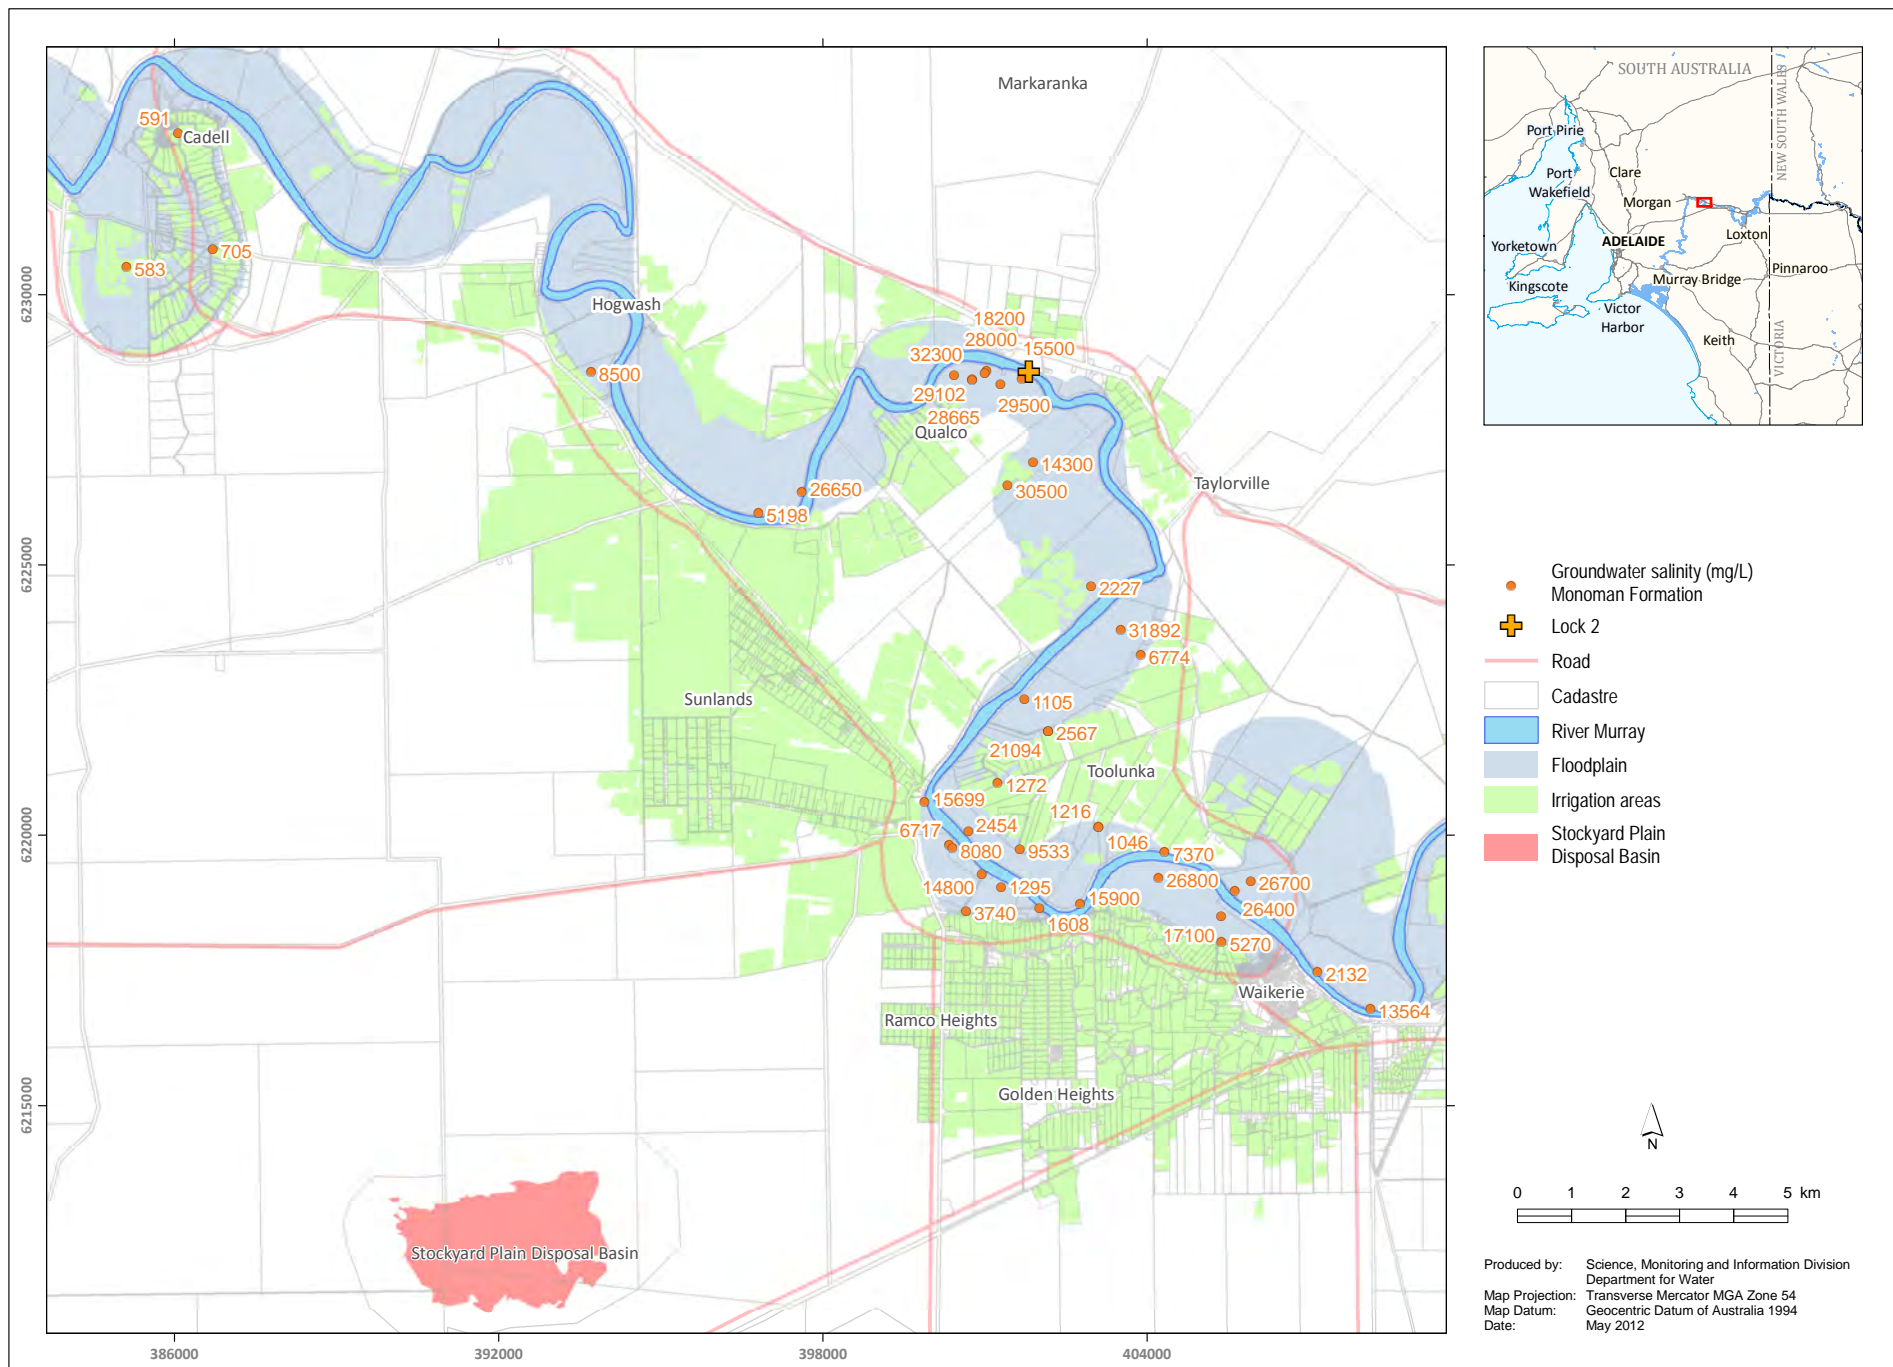 Markaranka
591
Cadell
705
583
Hogwash
18200
28000
15500
32300
8500
29102
29500
28665
Qualco
14300
Taylorville
30500
26650
5198
2227
31892
6774
Sunlands
1105
2567
21094
Toolunka
1272
15699
1216
6717
2454
1046
8080
9533
7370
14800
1295
26800
26700
15900
3740
1608
26400
17100
5270
2132
Waikerie
13564
Ramco Heights
Golden Heights
Stockyard Plain Disposal Basin
6230000
6225000
6220000
6215000
386000
392000
398000
404000
SOUTH AUSTRALIA
NEW SOUTH WALES
Port Pirie
Port
Wakefield
Clare
Morgan
Yorketown
ADELAIDE
Loxton
Kingscote
Murray Bridge
Pinnaroo
Victor
Harbor
Keith
VICTORIA
Groundwater salinity (mg/L)
Monoman Formation
Lock 2
Road
Cadastre
River Murray
Floodplain
Irrigation areas
Stockyard Plain
Disposal Basin
N
0 1 2 3 4 5 km
Produced by: Science, Monitoring and Information Division
Department for Water
Map Projection: Transverse Mercator MGA Zone 54
Map Datum: Geocentric Datum of Australia 1994
Date: May 2012